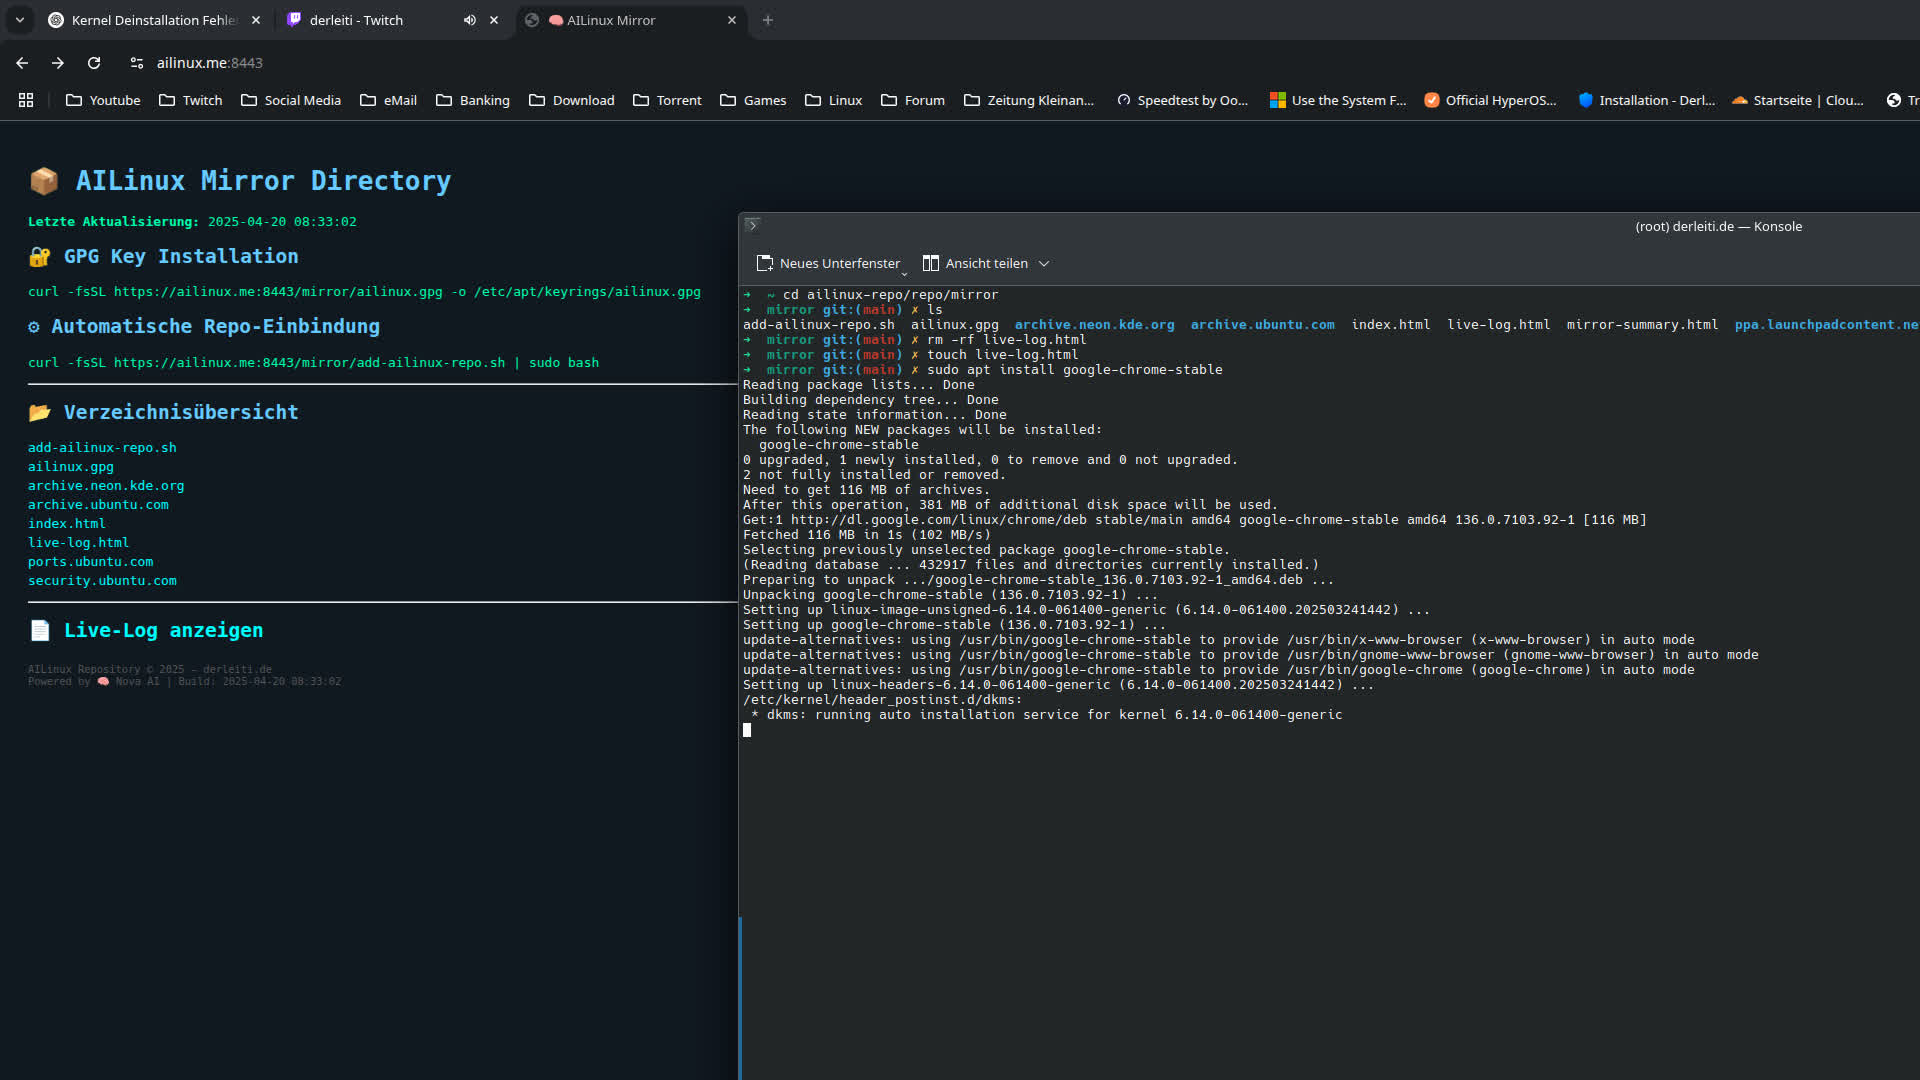 Kernel Deinstallation Fehle
derleiti - Twitch
AILinux Mirror
ailinux.me:8443
Youtube
Twitch
Social Media
eMail
Banking
Download
Torrent
Games
Linux
Forum
Zeitung Kleinan...
Speedtest by Oo...
Use the System F...
Official HyperOS...
Installation - Derl...
Startseite | Clou...
Tr
AILinux Mirror Directory
Letzte Aktualisierung: 2025-04-20 08:33:02
GPG Key Installation
curl -fsSL https://ailinux.me:8443/mirror/ailinux.gpg -o /etc/apt/keyrings/ailinux.gpg
Automatische Repo-Einbindung
curl -fsSL https://ailinux.me:8443/mirror/add-ailinux-repo.sh | sudo bash
Verzeichnisübersicht
add-ailinux-repo.sh
ailinux.gpg
archive.neon.kde.org
archive.ubuntu.com
index.html
live-log.html
ports.ubuntu.com
security.ubuntu.com
Live-Log anzeigen
AILinux Repository © 2025 - derleiti.de
Powered by Nova AI | Build: 2025-04-20 08:33:02
(root) derleiti.de — Konsole
Neues Unterfenster
Ansicht teilen
➜ ~ cd ailinux-repo/repo/mirror
➜ mirror git:(main) ✗ ls
add-ailinux-repo.sh ailinux.gpg archive.neon.kde.org archive.ubuntu.com index.html live-log.html mirror-summary.html ppa.launchpadcontent.ne
➜ mirror git:(main) ✗ rm -rf live-log.html
➜ mirror git:(main) ✗ touch live-log.html
➜ mirror git:(main) ✗ sudo apt install google-chrome-stable
Reading package lists... Done
Building dependency tree... Done
Reading state information... Done
The following NEW packages will be installed:
google-chrome-stable
0 upgraded, 1 newly installed, 0 to remove and 0 not upgraded.
2 not fully installed or removed.
Need to get 116 MB of archives.
After this operation, 381 MB of additional disk space will be used.
Get:1 http://dl.google.com/linux/chrome/deb stable/main amd64 google-chrome-stable amd64 136.0.7103.92-1 [116 MB]
Fetched 116 MB in 1s (102 MB/s)
Selecting previously unselected package google-chrome-stable.
(Reading database ... 432917 files and directories currently installed.)
Preparing to unpack .../google-chrome-stable_136.0.7103.92-1_amd64.deb ...
Unpacking google-chrome-stable (136.0.7103.92-1) ...
Setting up linux-image-unsigned-6.14.0-061400-generic (6.14.0-061400.202503241442) ...
Setting up google-chrome-stable (136.0.7103.92-1) ...
update-alternatives: using /usr/bin/google-chrome-stable to provide /usr/bin/x-www-browser (x-www-browser) in auto mode
update-alternatives: using /usr/bin/google-chrome-stable to provide /usr/bin/gnome-www-browser (gnome-www-browser) in auto mode
update-alternatives: using /usr/bin/google-chrome-stable to provide /usr/bin/google-chrome (google-chrome) in auto mode
Setting up linux-headers-6.14.0-061400-generic (6.14.0-061400.202503241442) ...
/etc/kernel/header_postinst.d/dkms:
* dkms: running auto installation service for kernel 6.14.0-061400-generic